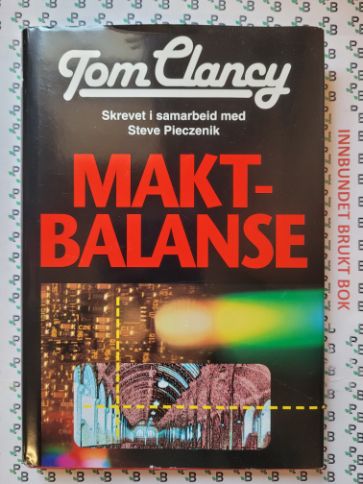 Tom Clancy
Skrevet i samarbeid med
Steve Pieczenik
MAKT-
BALANSE
INNBUNDET BRUKT BOK